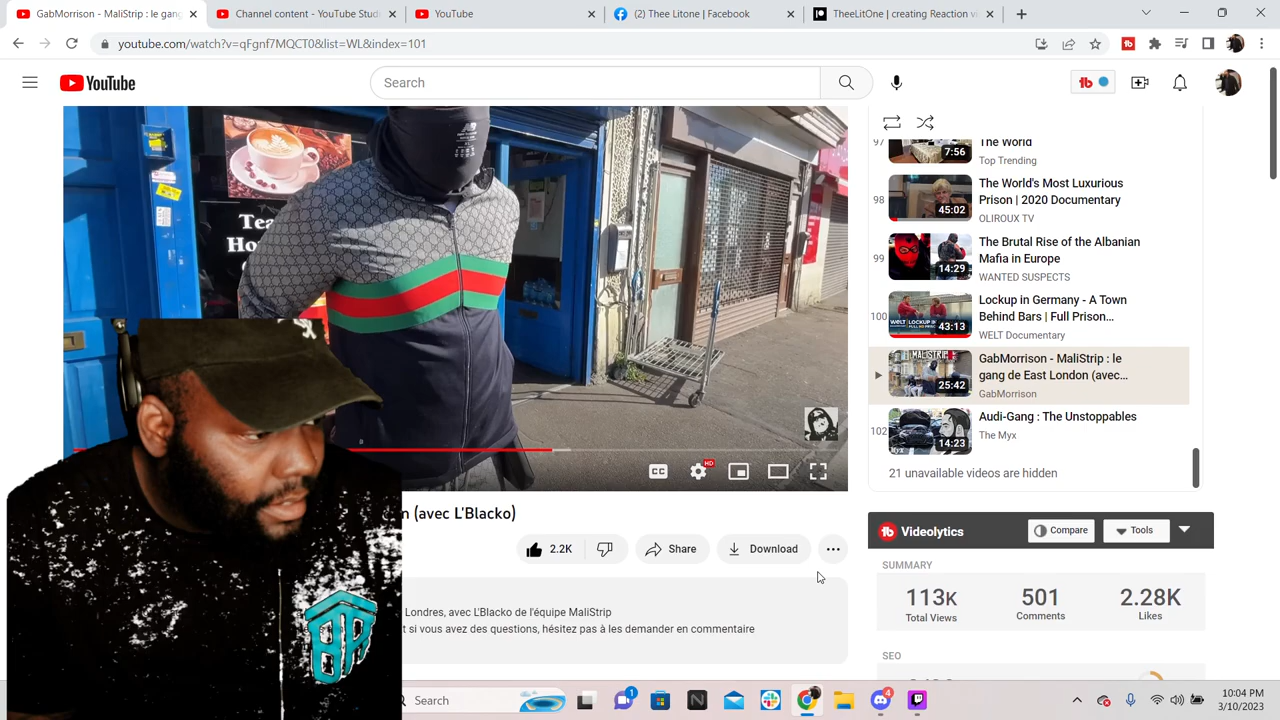 GabMorrison - MaliStrip : le gang
Channel content - YouTube Stud
YouTube
(2) Thee Litone | Facebook
TheeLitOne | creating Reaction vi
youtube.com/watch?v=qFgnf7MQCT0&list=WL&index=101
YouTube
Search
The World
7:56
Top Trending
98
The World's Most Luxurious
Prison | 2020 Documentary
45:01
OLIROUX TV
99
The Brutal Rise of the Albanian
Mafia in Europe
14:29
WANTED SUSPECTS
100
Lockup in Germany - A Town
Behind Bars | Full Prison...
43:13
WELT Documentary
GabMorrison - MaliStrip : le
gang de East London (avec...
25:42
GabMorrison
102
Audi-Gang : The Unstoppables
14:23
The Myx
21 unavailable videos are hidden
CC
HD
n (avec L'Blacko)
2.2K
Share
Download
Londres, avec L'Blacko de l'équipe MaliStrip
t si vous avez des questions, hésitez pas à les demander en commentaire
Videolytics
Compare
Tools
SUMMARY
113K
501
2.28K
Total Views
Comments
Likes
SEO
Search
10:04 PM
3/10/2023